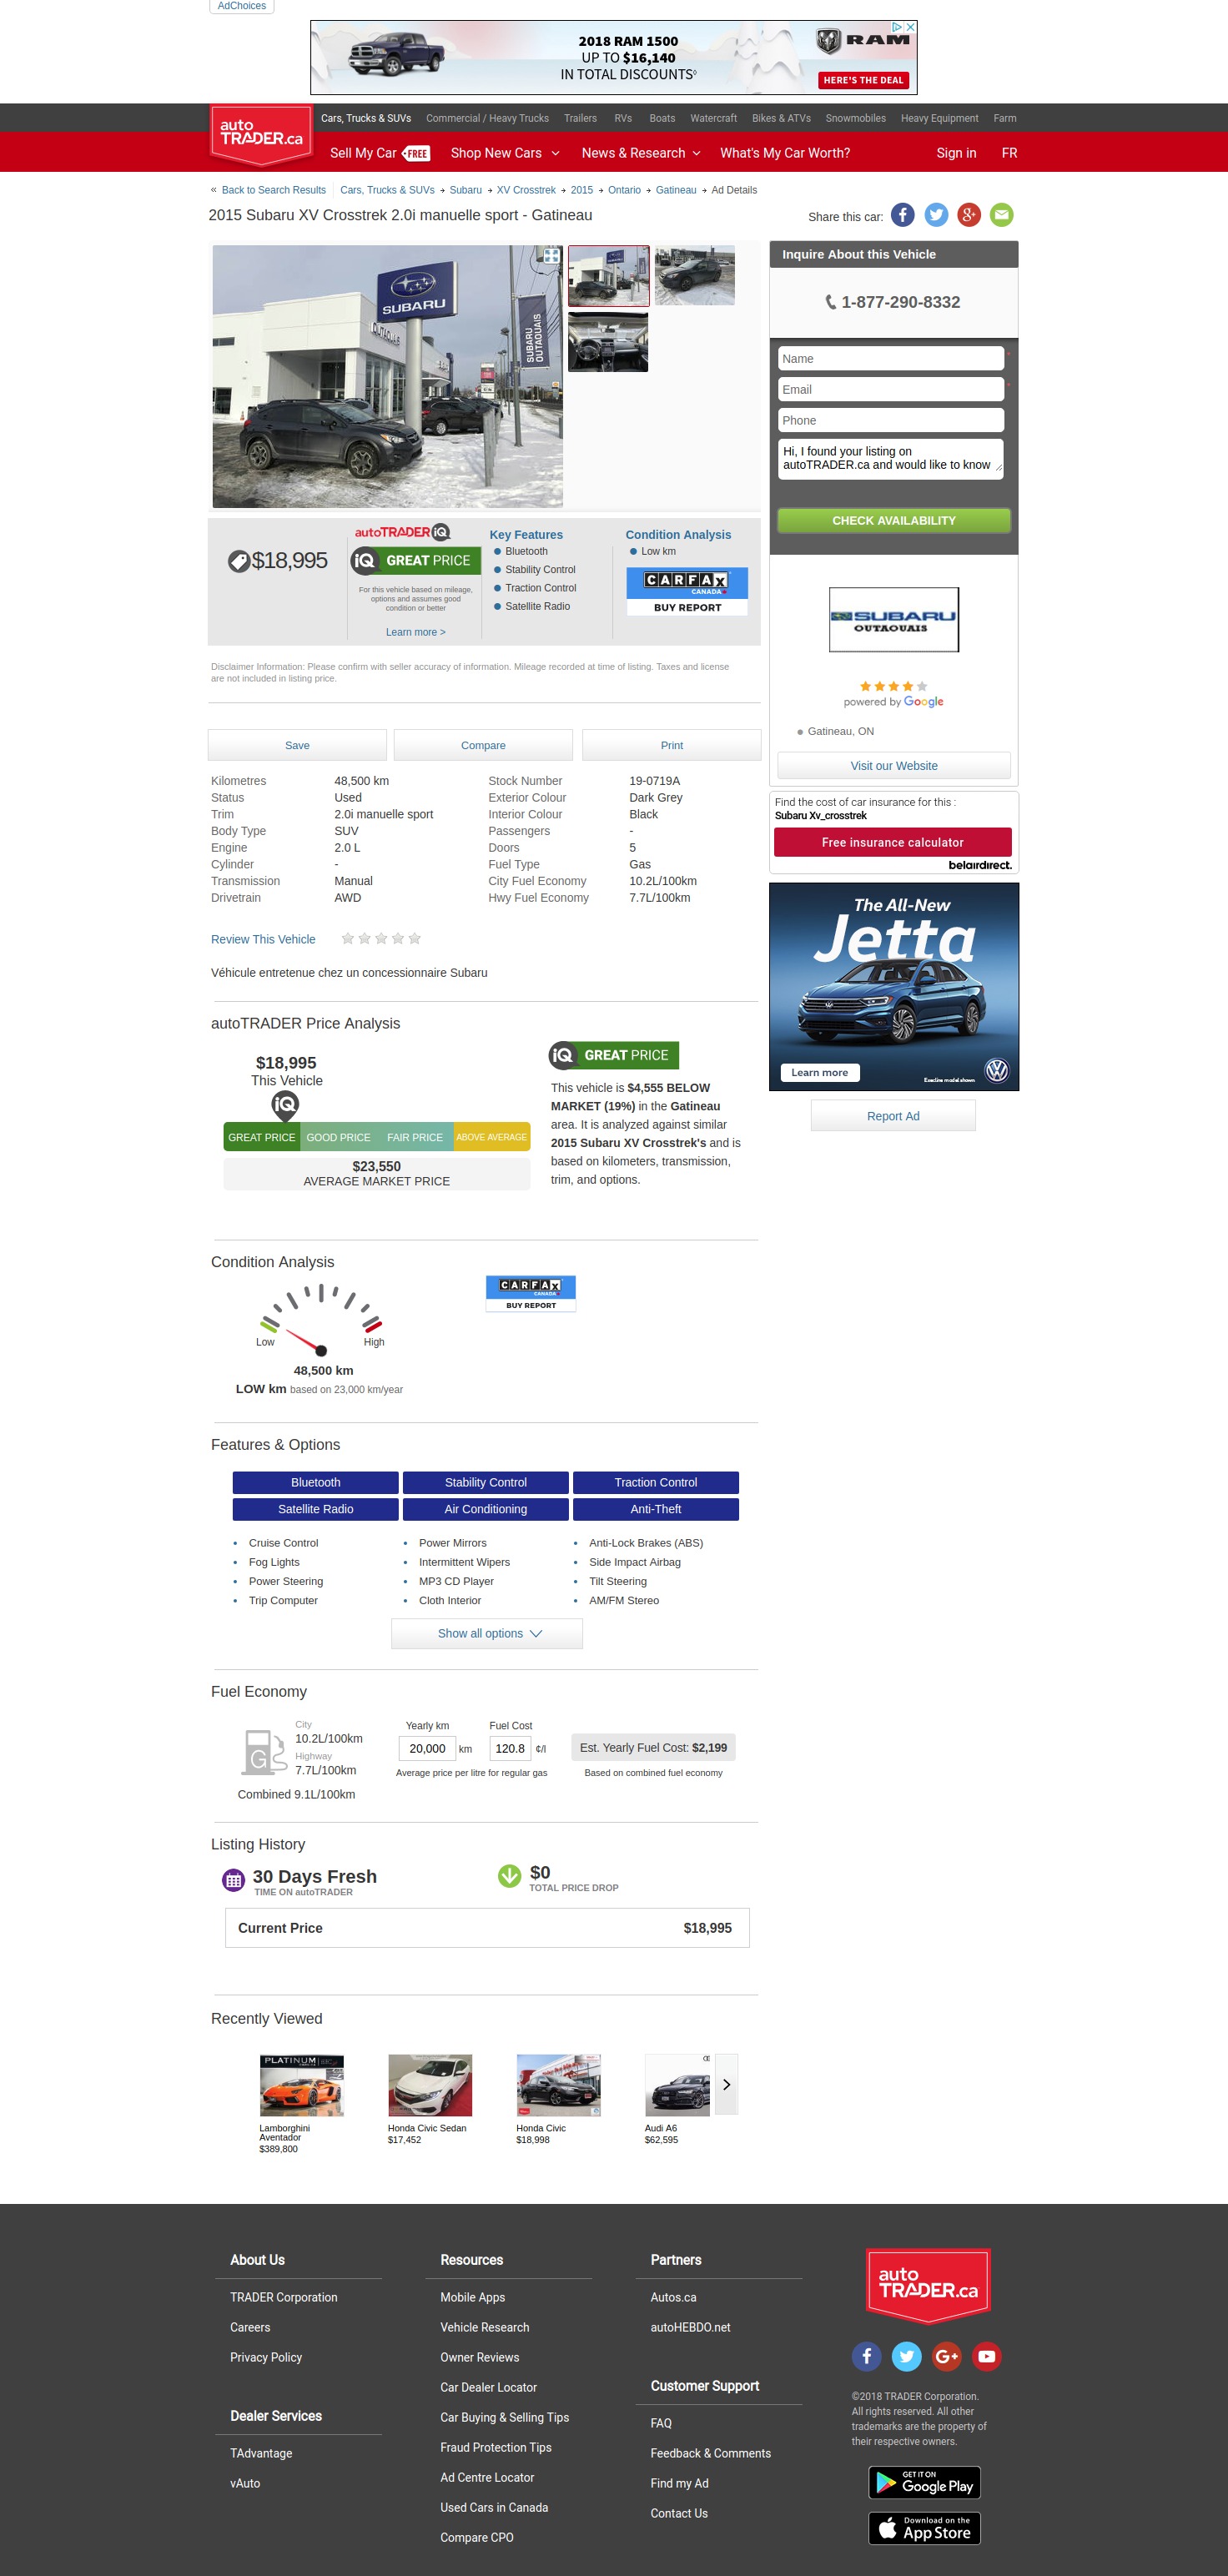 AdChoices
2018 RAM 1500
UP TO $16,140
IN TOTAL DISCOUNTS◊
RAM
HERE'S THE DEAL
auto
TRADER.ca
Cars, Trucks & SUVs Commercial / Heavy Trucks Trailers RVs Boats Watercraft Bikes & ATVs Snowmobiles Heavy Equipment Farm
Sell My Car FREE Shop New Cars News & Research What's My Car Worth? Sign in FR
« Back to Search Results Cars, Trucks & SUVs → Subaru → XV Crosstrek → 2015 → Ontario → Gatineau → Ad Details
2015 Subaru XV Crosstrek 2.0i manuelle sport - Gatineau
Share this car:
SUBARU
OUTAOUAIS
SUBARU
OUTAOUAIS
Inquire About this Vehicle
1-877-290-8332
Name *
Email *
Phone
Hi, I found your listing on
autoTRADER.ca and would like to know
CHECK AVAILABILITY
$18,995
autoTRADER iQ
iQ GREAT PRICE
For this vehicle based on mileage,
options and assumes good
condition or better
Learn more >
Key Features
Bluetooth
Stability Control
Traction Control
Satellite Radio
Condition Analysis
Low km
CARFAX
CANADA
BUY REPORT
SUBARU
OUTAOUAIS
powered by Google
Gatineau, ON
Visit our Website
Disclaimer Information: Please confirm with seller accuracy of information. Mileage recorded at time of listing. Taxes and license
are not included in listing price.
Save Compare Print
Kilometres 48,500 km Stock Number 19-0719A
Status Used Exterior Colour Dark Grey
Trim 2.0i manuelle sport Interior Colour Black
Body Type SUV Passengers -
Engine 2.0 L Doors 5
Cylinder - Fuel Type Gas
Transmission Manual City Fuel Economy 10.2L/100km
Drivetrain AWD Hwy Fuel Economy 7.7L/100km
Find the cost of car insurance for this :
Subaru Xv_crosstrek
Free insurance calculator
belairdirect.
The All-New
Jetta
Learn more
Execline model shown
Report Ad
Review This Vehicle
Véhicule entretenue chez un concessionnaire Subaru
autoTRADER Price Analysis
$18,995
This Vehicle
iQ
GREAT PRICE GOOD PRICE FAIR PRICE ABOVE AVERAGE
$23,550
AVERAGE MARKET PRICE
iQ GREAT PRICE
This vehicle is $4,555 BELOW
MARKET (19%) in the Gatineau
area. It is analyzed against similar
2015 Subaru XV Crosstrek's and is
based on kilometers, transmission,
trim, and options.
Condition Analysis
Low High
48,500 km
LOW km based on 23,000 km/year
CARFAX
CANADA
BUY REPORT
Features & Options
Bluetooth Stability Control Traction Control
Satellite Radio Air Conditioning Anti-Theft
Cruise Control Power Mirrors Anti-Lock Brakes (ABS)
Fog Lights Intermittent Wipers Side Impact Airbag
Power Steering MP3 CD Player Tilt Steering
Trip Computer Cloth Interior AM/FM Stereo
Show all options
Fuel Economy
G
City
10.2L/100km
Highway
7.7L/100km
Combined 9.1L/100km
Yearly km Fuel Cost
20,000 km 120.8 ¢/l
Average price per litre for regular gas
Est. Yearly Fuel Cost: $2,199
Based on combined fuel economy
Listing History
30 Days Fresh
TIME ON autoTRADER
$0
TOTAL PRICE DROP
Current Price $18,995
Recently Viewed
PLATINUM
Lamborghini
Aventador
$389,800
Honda Civic Sedan
$17,452
Honda Civic
$18,998
Audi A6
$62,595
About Us
TRADER Corporation
Careers
Privacy Policy
Dealer Services
TAdvantage
vAuto
Resources
Mobile Apps
Vehicle Research
Owner Reviews
Car Dealer Locator
Car Buying & Selling Tips
Fraud Protection Tips
Ad Centre Locator
Used Cars in Canada
Compare CPO
Partners
Autos.ca
autoHEBDO.net
Customer Support
FAQ
Feedback & Comments
Find my Ad
Contact Us
auto
TRADER.ca
©2018 TRADER Corporation.
All rights reserved. All other
trademarks are the property of
their respective owners.
GET IT ON
Google Play
Download on the
App Store